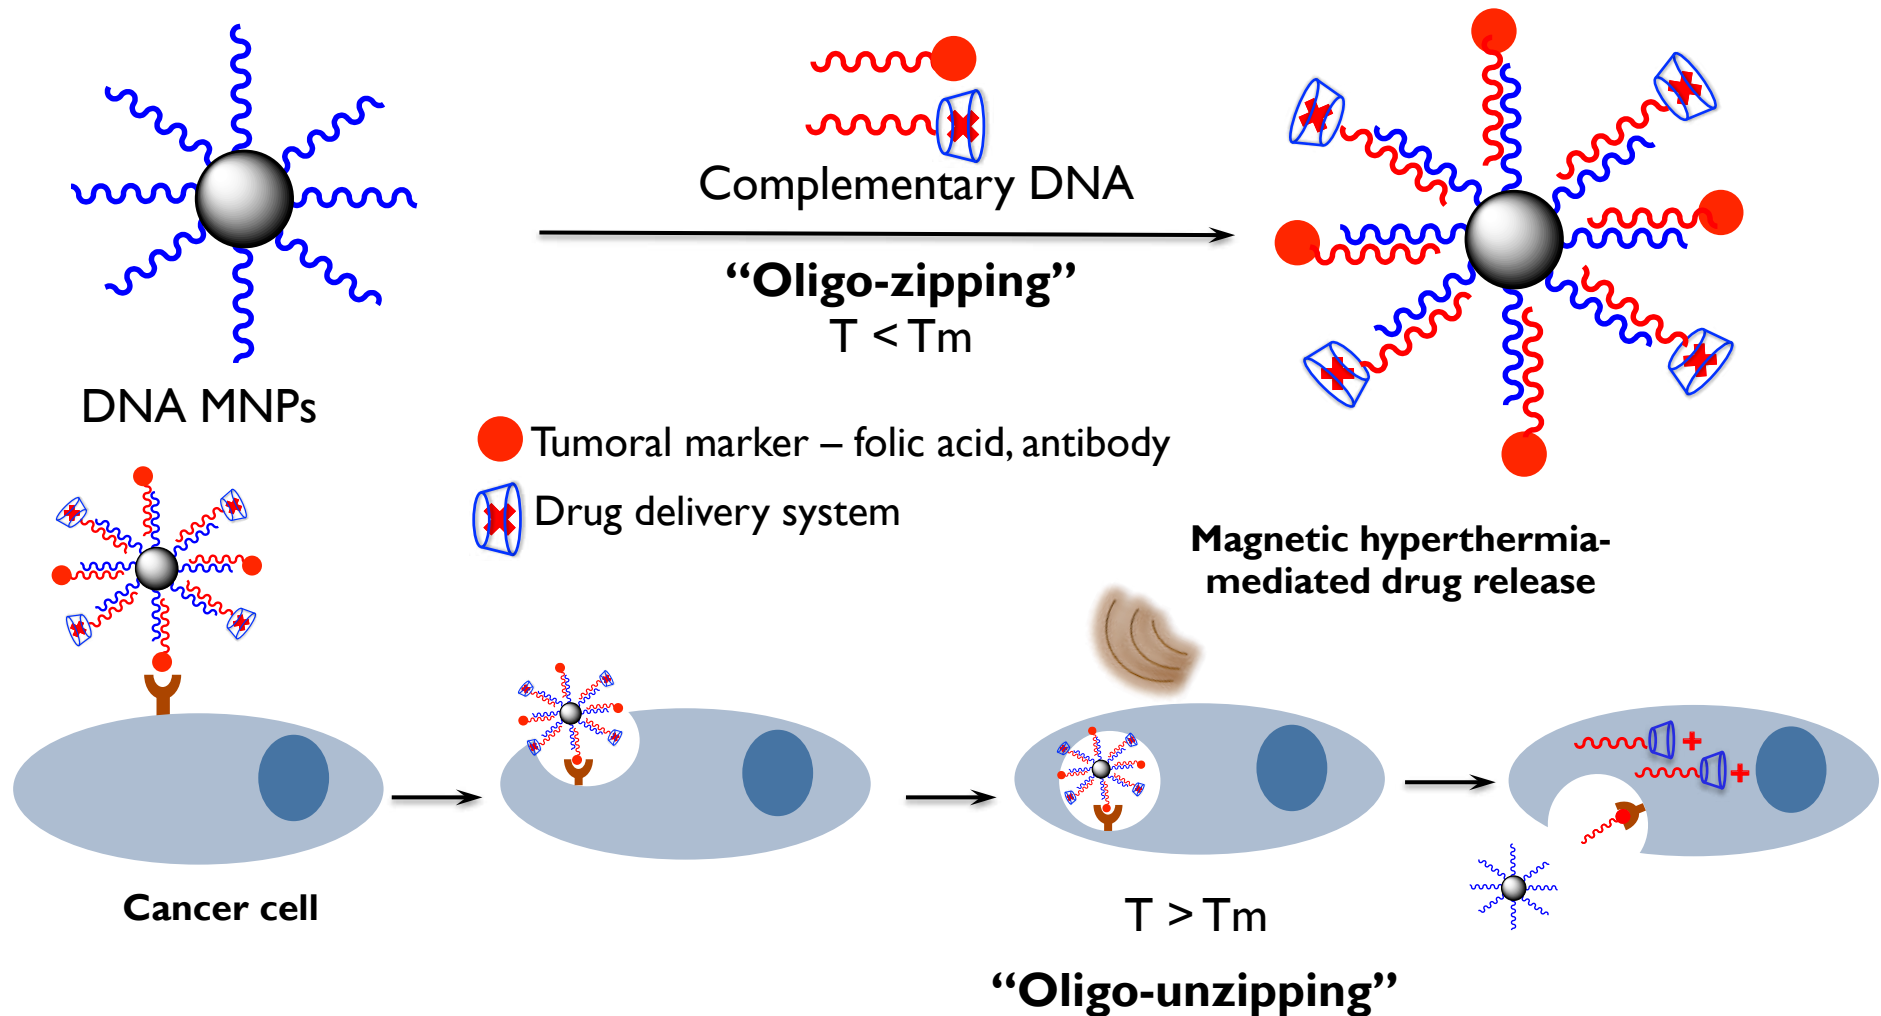 Complementary DNA
“Oligo-zipping”
T < Tm
DNA MNPs
Tumoral marker – folic acid, antibody
Drug delivery system
Magnetic hyperthermia-
mediated drug release
Cancer cell
T > Tm
“Oligo-unzipping”